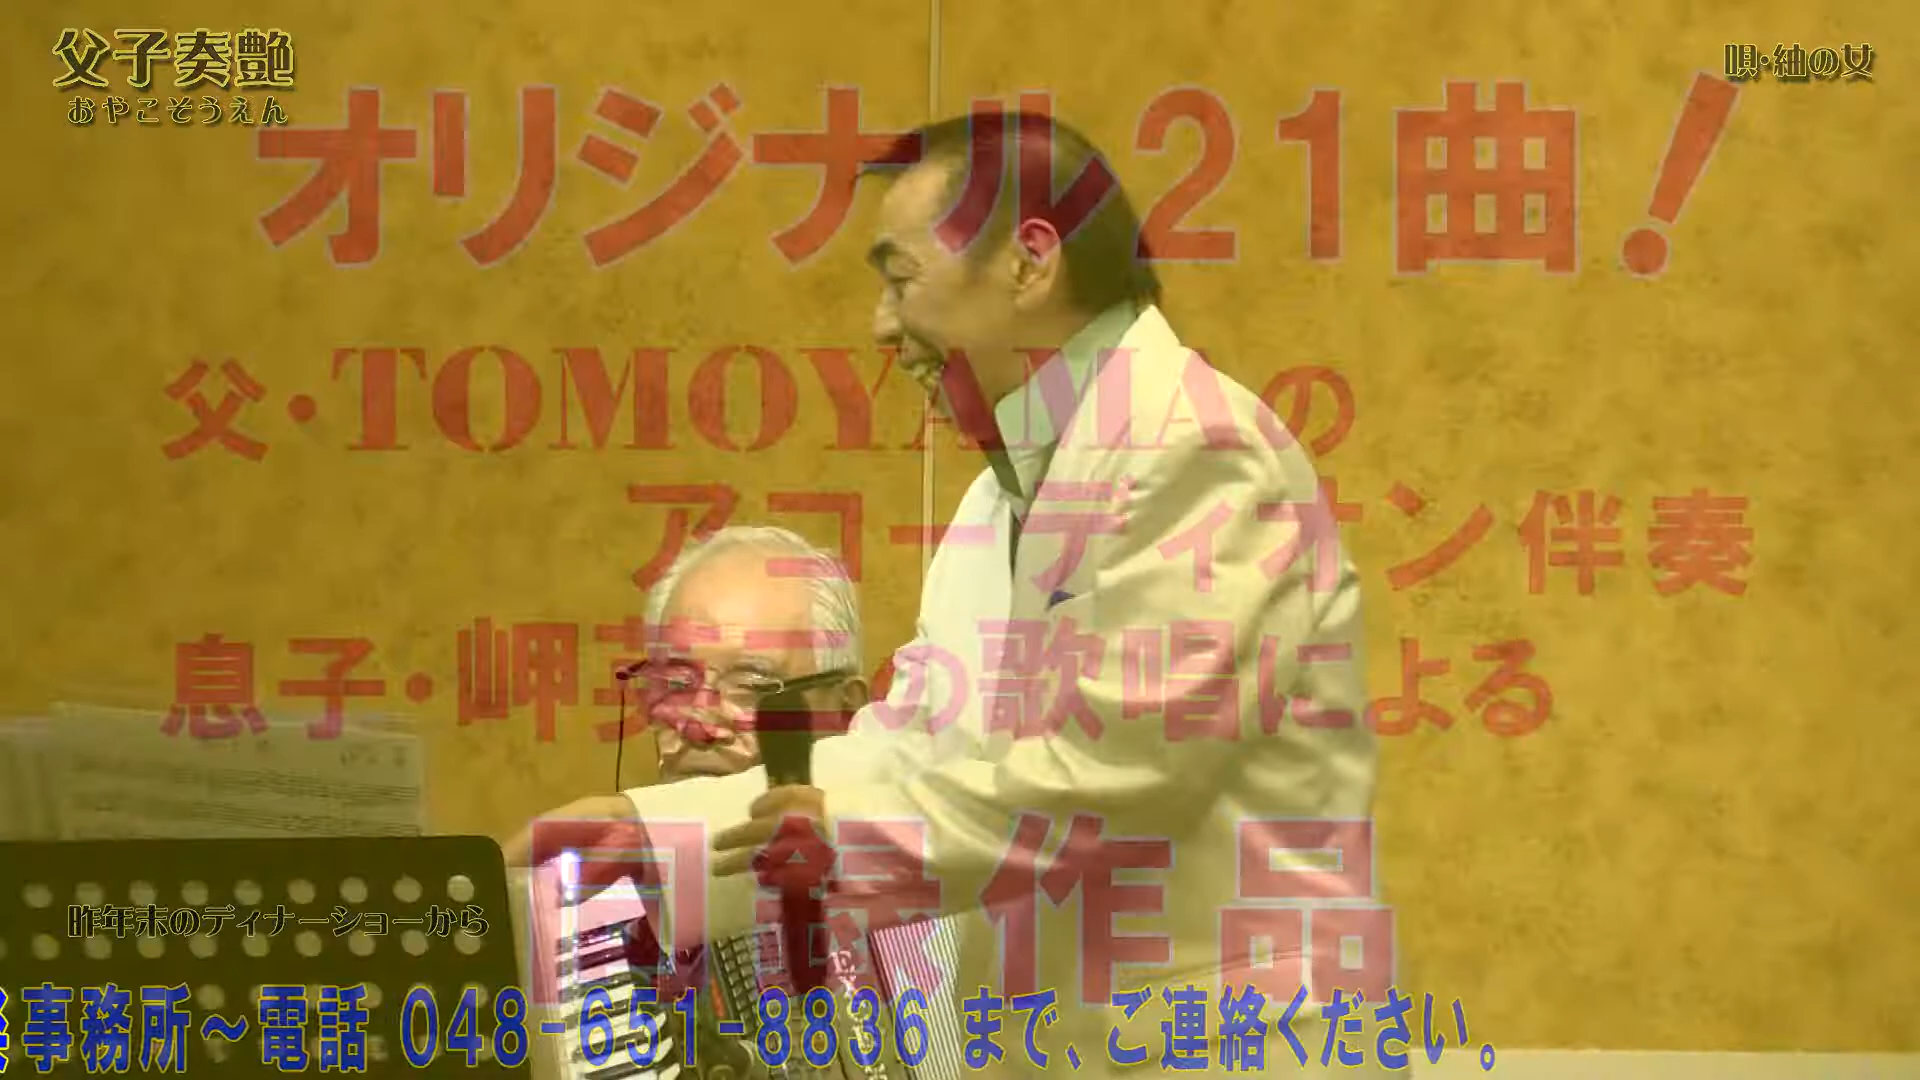 父子奏艶
おやこそうえん
唄・紬の女
オリジナル21曲!
父・TOMOYAMAの
アコーディオン伴奏
息子・岬英二の歌唱による
同録作品
昨年末のディナーショーから
事務所~電話 048-651-8836 まで、ご連絡ください。